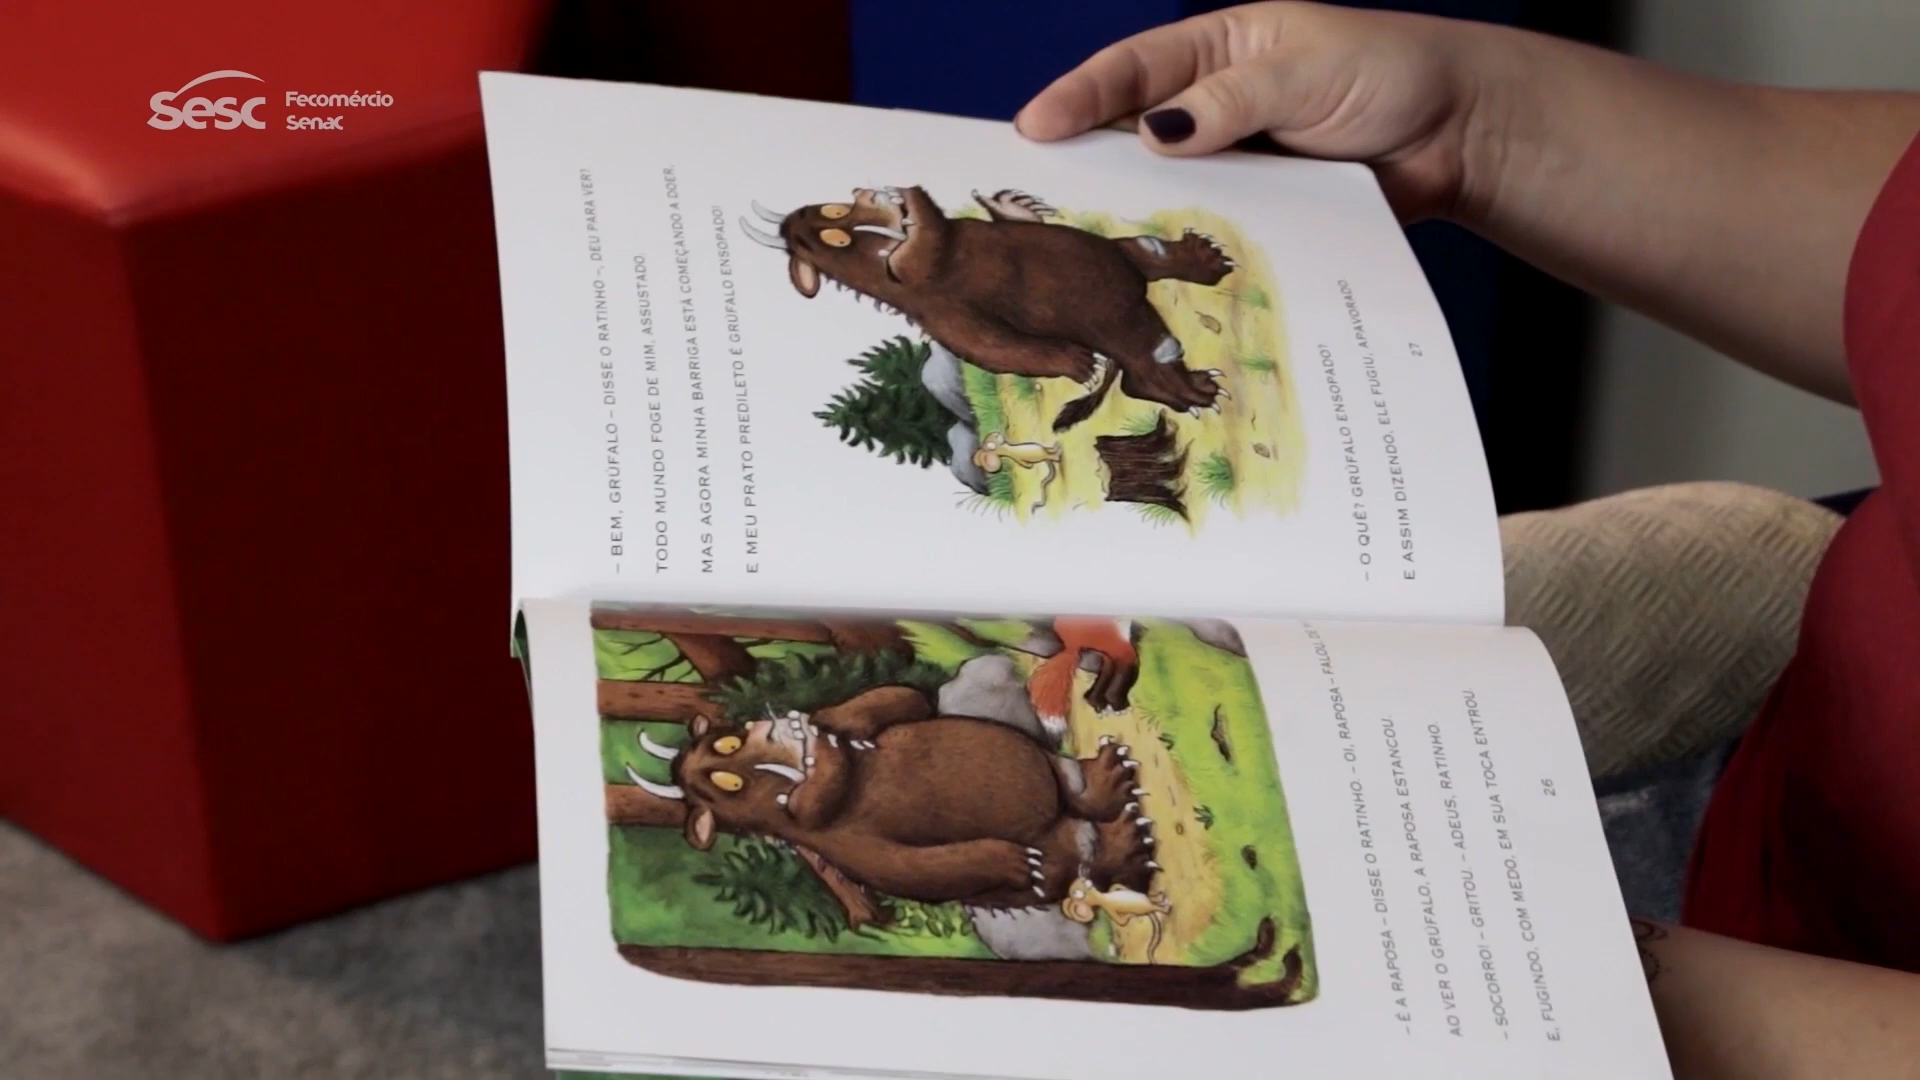 Sesc
Fecomércio
Senac
– É A RAPOSA – DISSE O RATINHO. – OI, RAPOSA – FALOU DE
AO VER O GRÚFALO, A RAPOSA ESTANCOU.
– SOCORRO! – GRITOU. – ADEUS, RATINHO.
E, FUGINDO, COM MEDO, EM SUA TOCA ENTROU.
26
– BEM, GRÚFALO – DISSE O RATINHO –, DEU PARA VER?
TODO MUNDO FOGE DE MIM, ASSUSTADO.
MAS AGORA MINHA BARRIGA ESTÁ COMEÇANDO A DOER,
E MEU PRATO PREDILETO É GRÚFALO ENSOPADO!
– O QUÊ? GRÚFALO ENSOPADO?
E ASSIM DIZENDO, ELE FUGIU, APAVORADO.
27